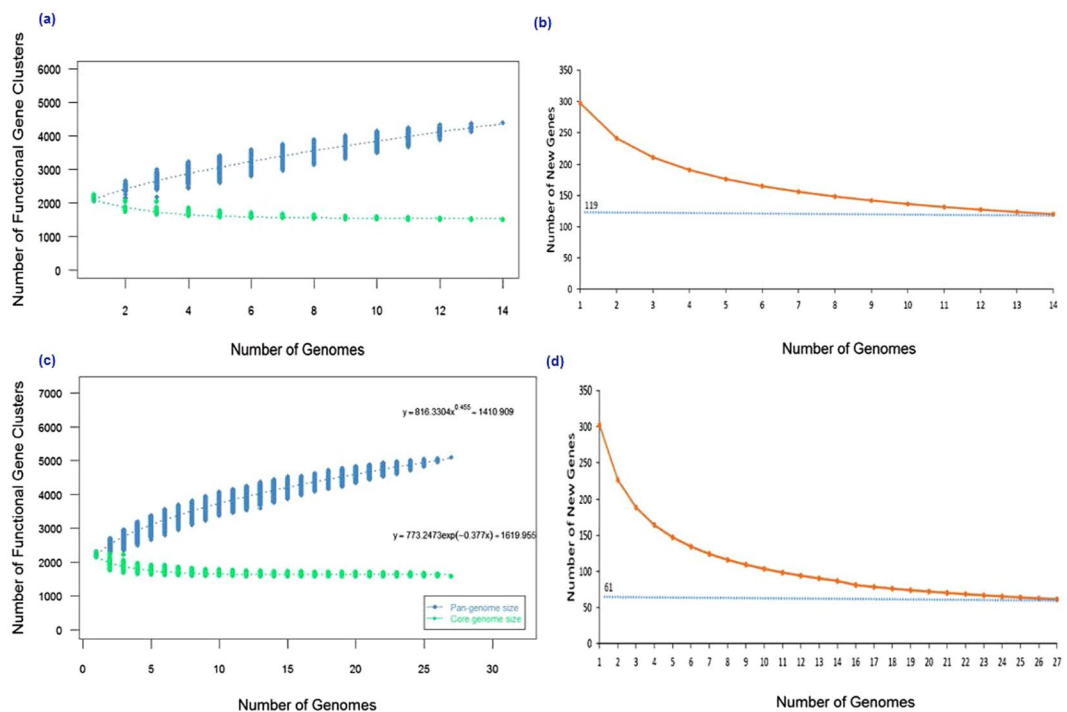 (a)
Number of Functional Gene Clusters
6000
5000
4000
3000
2000
1000
0
2 4 6 8 10 12 14
Number of Genomes
(b)
Number of New Genes
350
300
250
200
150
100
50
0
119
1 2 3 4 5 6 7 8 9 10 11 12 13 14
Number of Genomes
(c)
Number of Functional Gene Clusters
7000
6000
5000
4000
3000
2000
1000
0
y = 816.3304x^0.455 − 1410.909
y = 773.2473exp(−0.377x) − 1619.955
Pan-genome size
Core genome size
0 5 10 15 20 25 30
Number of Genomes
(d)
Number of New Genes
350
300
250
200
150
100
50
0
61
1 2 3 4 5 6 7 8 9 10 11 12 13 14 15 16 17 18 19 20 21 22 23 24 25 26 27
Number of Genomes